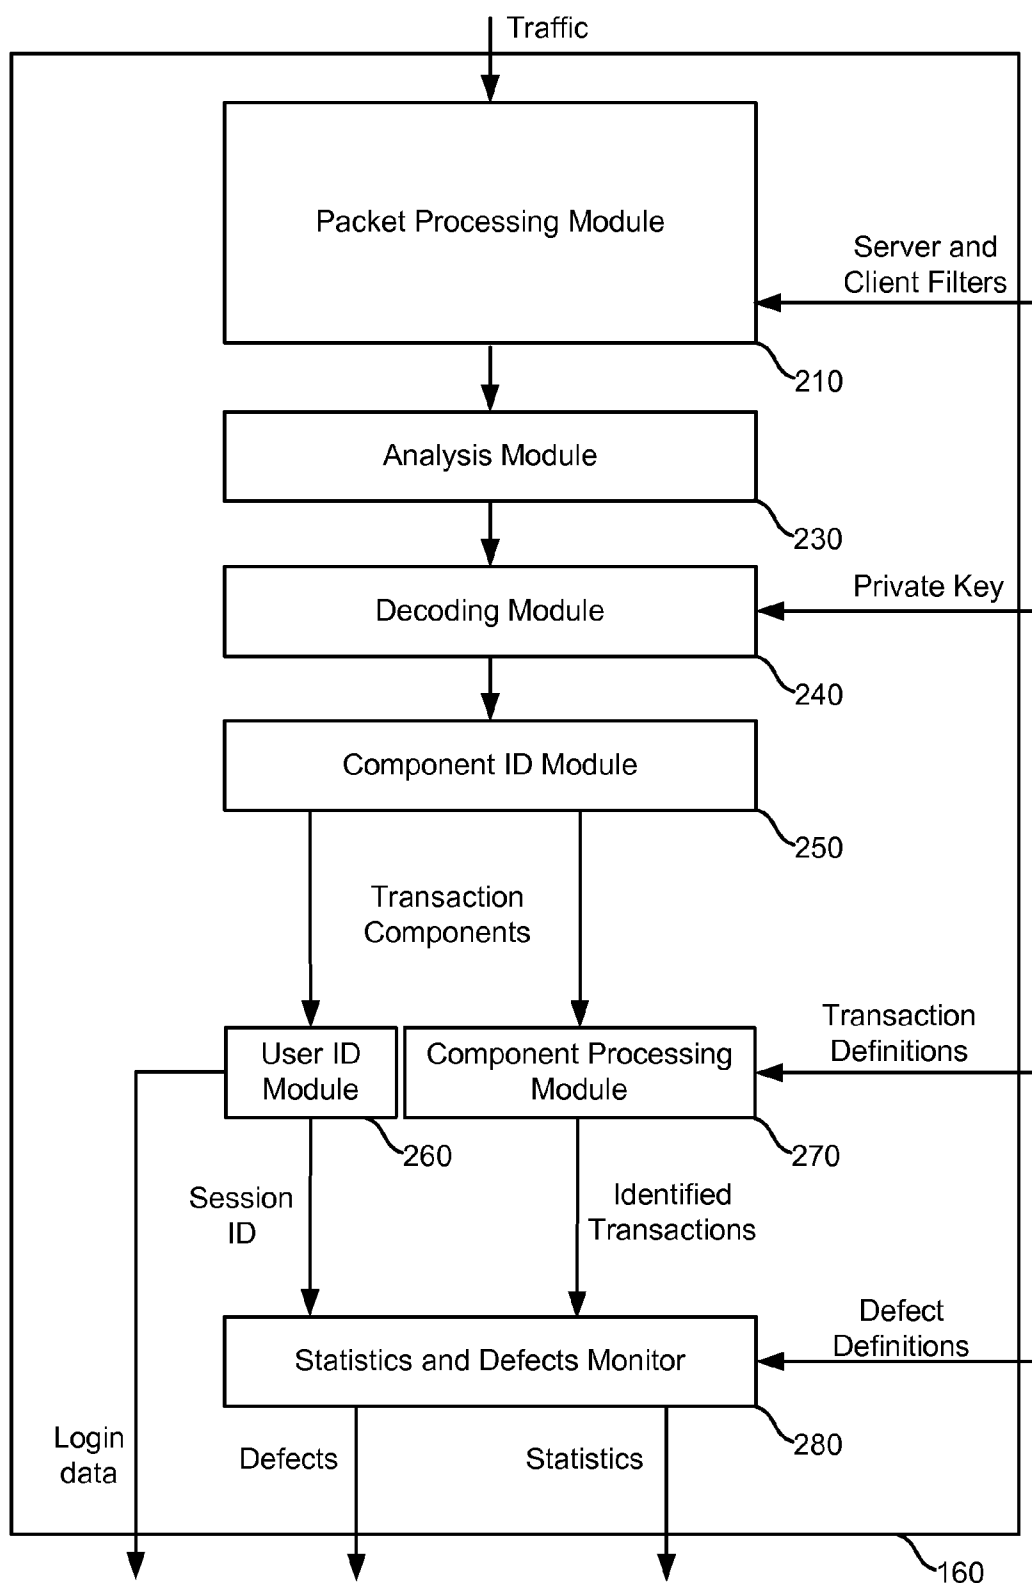 Traffic
Packet Processing Module
Server and
Client Filters
210
Analysis Module
230
Private Key
Decoding Module
240
Component ID Module
250
Transaction
Components
Transaction
Definitions
User ID
Module
Component Processing
Module
260
270
Session
ID
Identified
Transactions
Defect
Definitions
Statistics and Defects Monitor
280
Login
data
Defects
Statistics
160